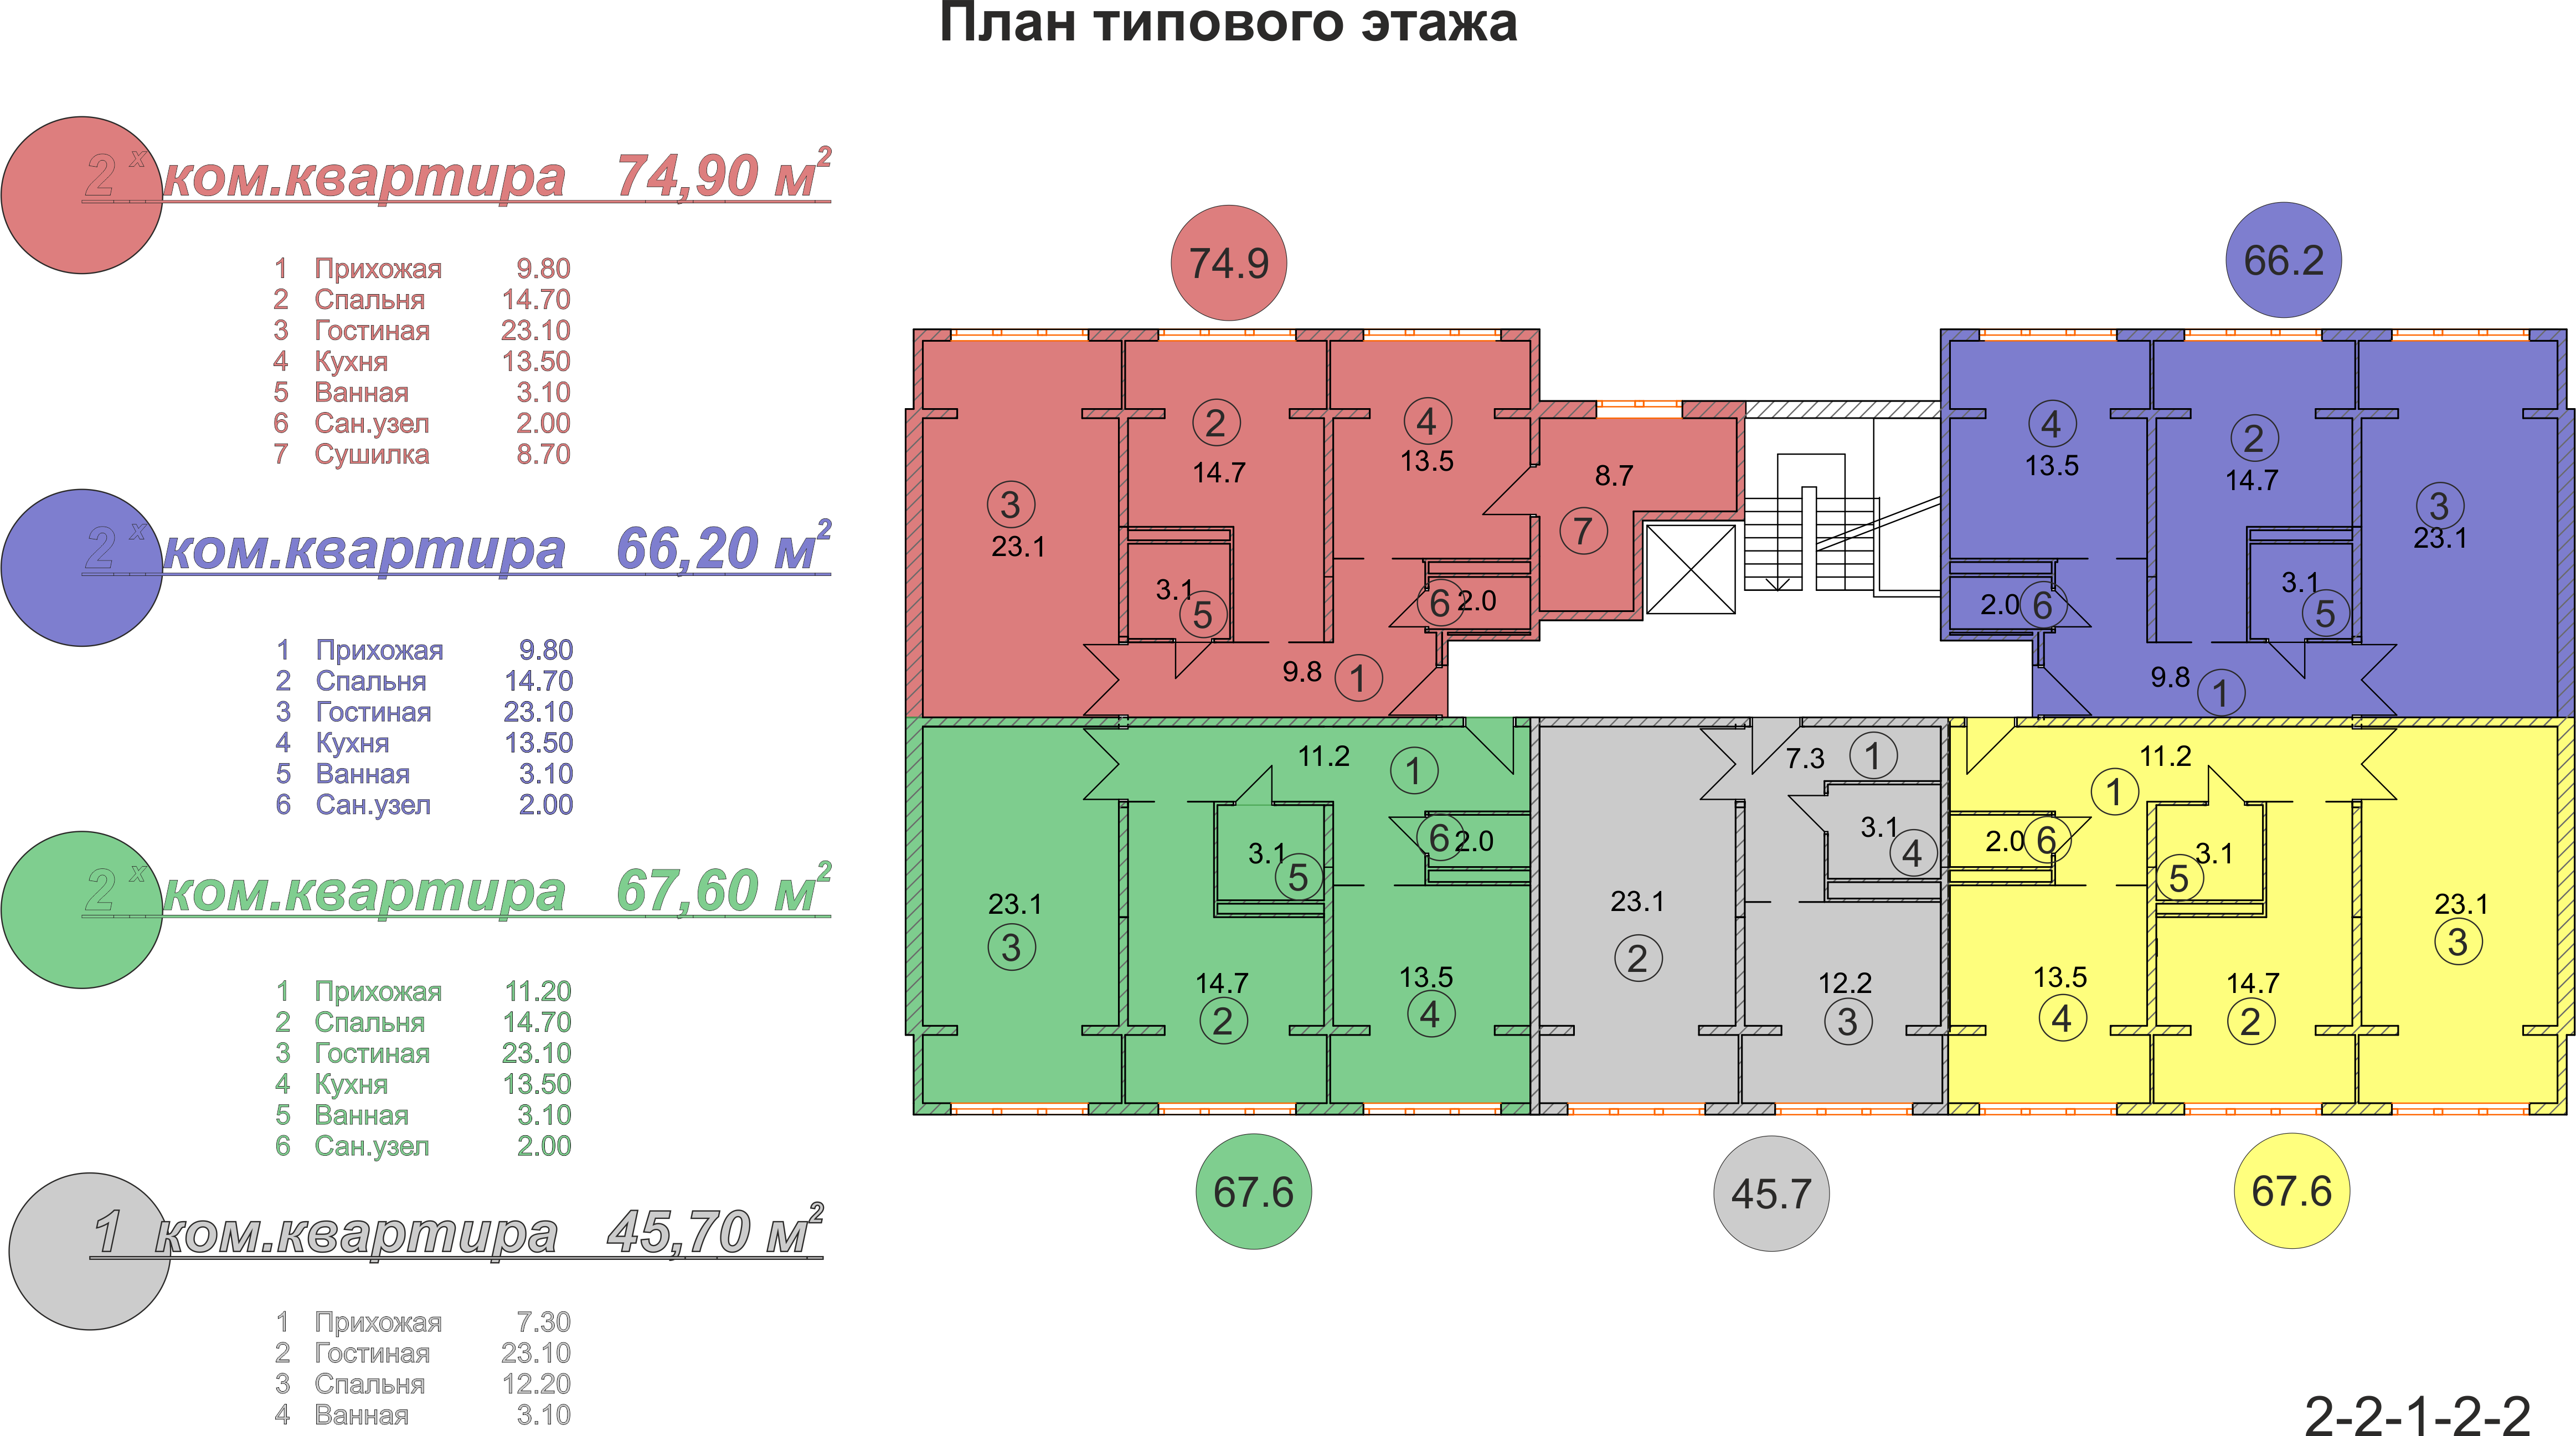 План типового этажа
2 х ком.квартира 74,90 м2
1 Прихожая 9.80
2 Спальня 14.70
3 Гостиная 23.10
4 Кухня 13.50
5 Ванная 3.10
6 Сан.узел 2.00
7 Сушилка 8.70
2 х ком.квартира 66,20 м2
1 Прихожая 9.80
2 Спальня 14.70
3 Гостиная 23.10
4 Кухня 13.50
5 Ванная 3.10
6 Сан.узел 2.00
2 х ком.квартира 67,60 м2
1 Прихожая 11.20
2 Спальня 14.70
3 Гостиная 23.10
4 Кухня 13.50
5 Ванная 3.10
6 Сан.узел 2.00
1 ком.квартира 45,70 м2
1 Прихожая 7.30
2 Гостиная 23.10
3 Спальня 12.20
4 Ванная 3.10
74.9
3
23.1
2
14.7
4
13.5
8.7
7
3.1
5
6 2.0
9.8 1
66.2
4
13.5
2
14.7
3
23.1
2.0 6
3.1
5
9.8 1
11.2 1
6 2.0
3.1
5
23.1
3
14.7
2
13.5
4
67.6
7.3 1
3.1
4
23.1
2
12.2
3
45.7
11.2
1
2.0 6
3.1
5
13.5
4
14.7
2
23.1
3
67.6
2-2-1-2-2